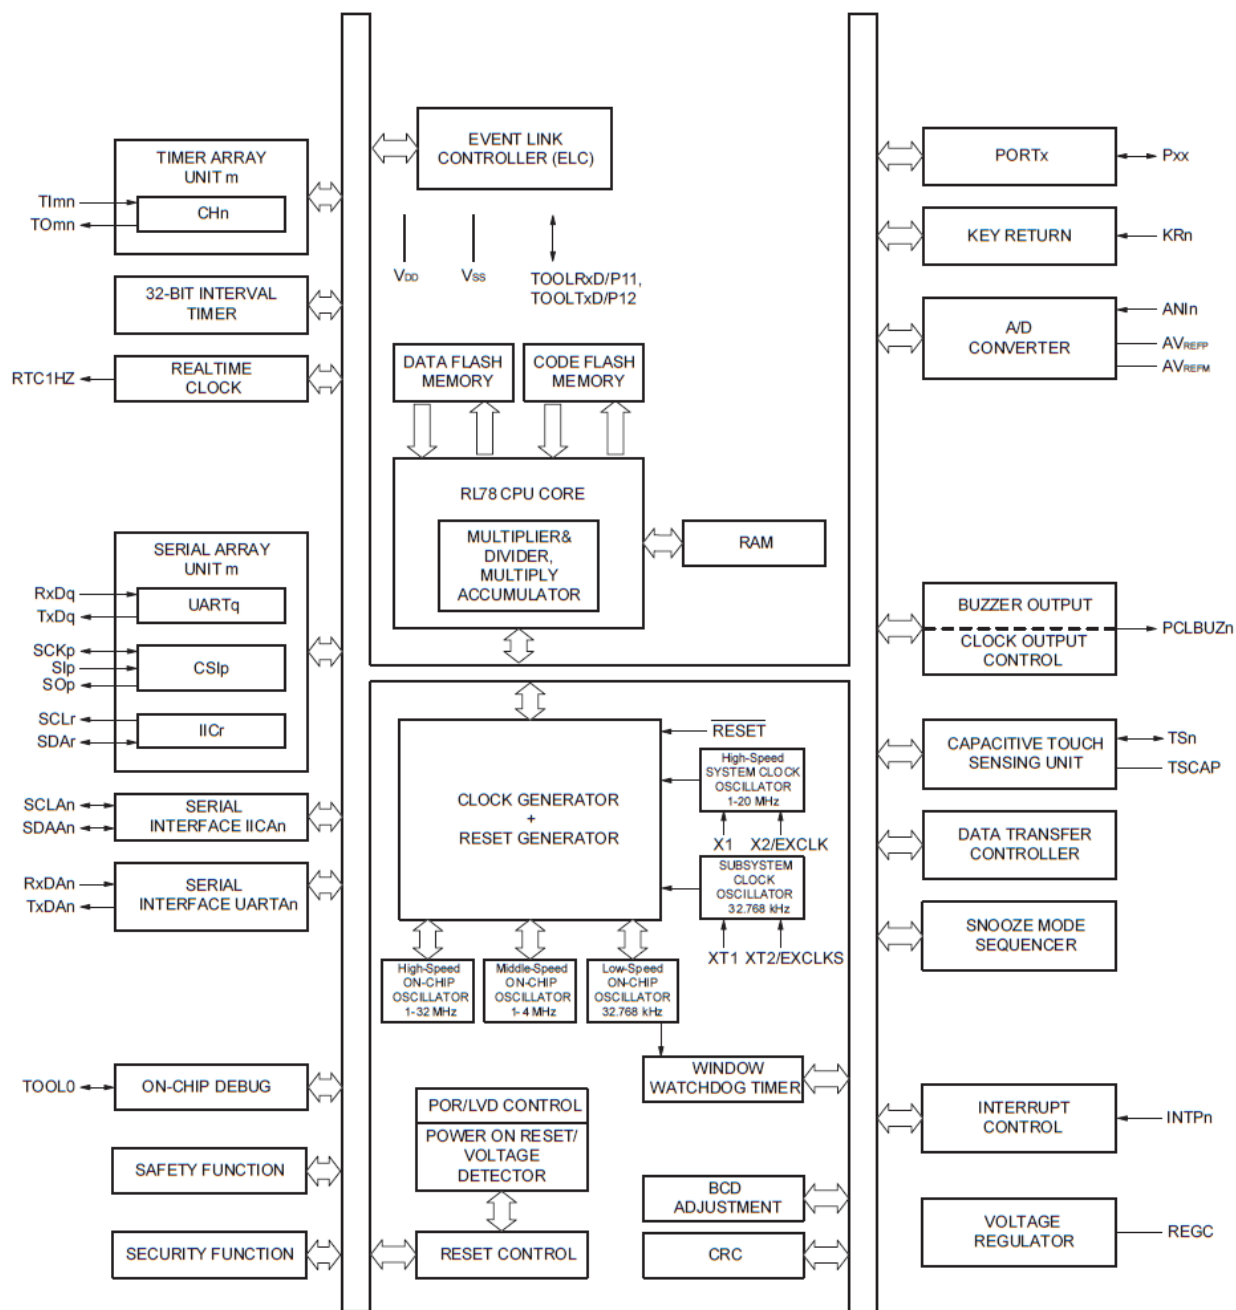 TIMER ARRAY
UNIT m
TImn
TOmn
CHn
32-BIT INTERVAL
TIMER
RTC1HZ
REALTIME
CLOCK
SERIAL ARRAY
UNIT m
RxDq
TxDq
UARTq
SCKp
SIp
SOp
CSIp
SCLr
SDAr
IICr
SCLAn
SDAAn
SERIAL
INTERFACE IICAn
RxDAn
TxDAn
SERIAL
INTERFACE UARTAn
TOOL0
ON-CHIP DEBUG
SAFETY FUNCTION
SECURITY FUNCTION
EVENT LINK
CONTROLLER (ELC)
VDD
VSS
TOOLRxD/P11,
TOOLTxD/P12
DATA FLASH
MEMORY
CODE FLASH
MEMORY
RL78 CPU CORE
MULTIPLIER&
DIVIDER,
MULTIPLY
ACCUMULATOR
RAM
CLOCK GENERATOR
+
RESET GENERATOR
RESET
High-Speed
SYSTEM CLOCK
OSCILLATOR
1-20 MHz
X1 X2/EXCLK
SUBSYSTEM
CLOCK
OSCILLATOR
32.768 kHz
XT1 XT2/EXCLKS
High-Speed
ON-CHIP
OSCILLATOR
1-32 MHz
Middle-Speed
ON-CHIP
OSCILLATOR
1-4 MHz
Low-Speed
ON-CHIP
OSCILLATOR
32.768 kHz
WINDOW
WATCHDOG TIMER
POR/LVD CONTROL
POWER ON RESET/
VOLTAGE
DETECTOR
RESET CONTROL
BCD
ADJUSTMENT
CRC
PORTx
Pxx
KEY RETURN
KRn
A/D
CONVERTER
ANIn
AVREFP
AVREFM
BUZZER OUTPUT
CLOCK OUTPUT
CONTROL
PCLBUZn
CAPACITIVE TOUCH
SENSING UNIT
TSn
TSCAP
DATA TRANSFER
CONTROLLER
SNOOZE MODE
SEQUENCER
INTERRUPT
CONTROL
INTPn
VOLTAGE
REGULATOR
REGC